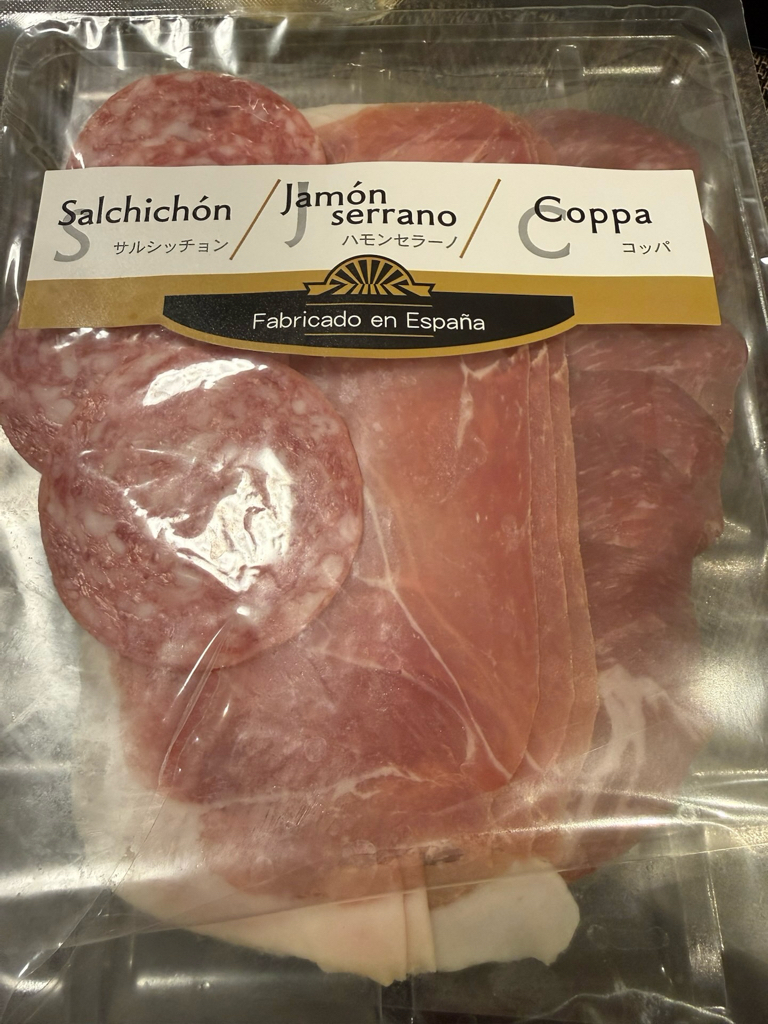 Salchichón
サルシッチョン
Jamón
serrano
ハモンセラーノ
Coppa
コッパ
S
J
C
Fabricado en España